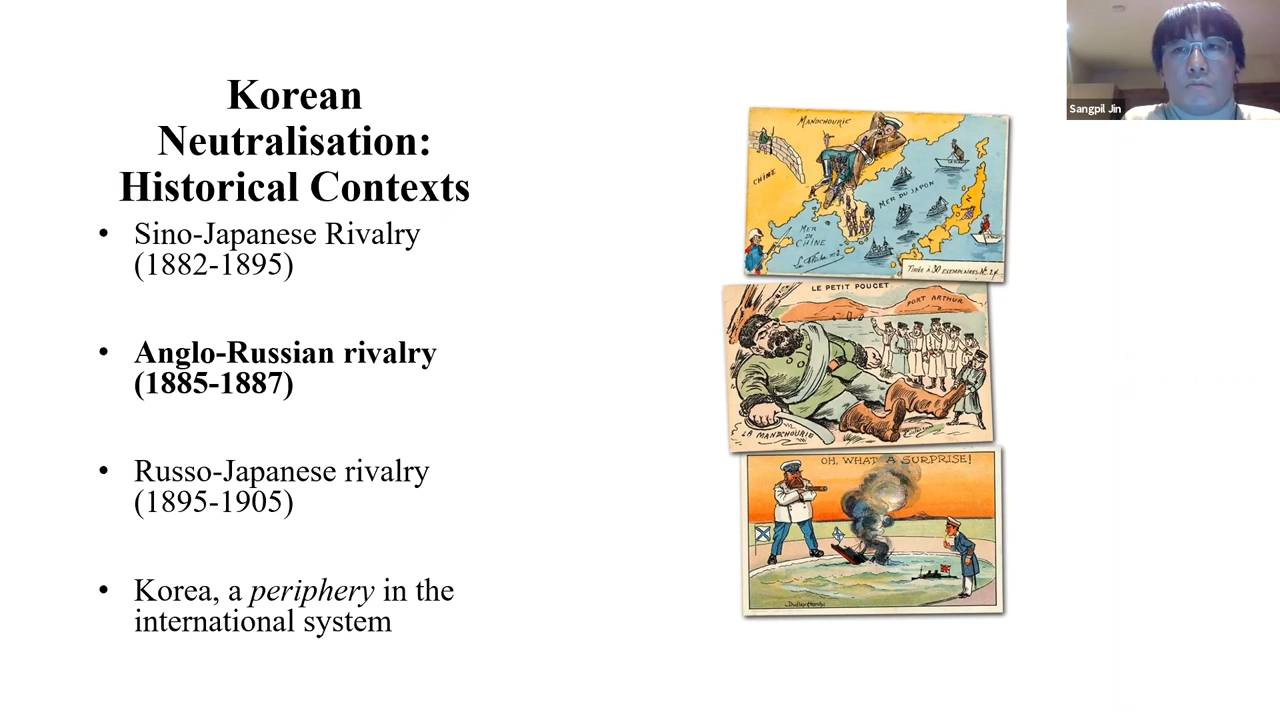 Korean
Neutralisation:
Historical Contexts
• Sino-Japanese Rivalry
(1882-1895)
• Anglo-Russian rivalry
(1885-1887)
• Russo-Japanese rivalry
(1895-1905)
• Korea, a periphery in the
international system
MANDCHOURIE
CHINE
MER DU JAPON
MER
DE
CHINE
TIRÉE À 30 EXEMPLAIRES Nº
LE PETIT POUCET
PORT ARTHUR
LA MANDCHOURIE
OH, WHAT A SURPRISE!
Sangpil Jin